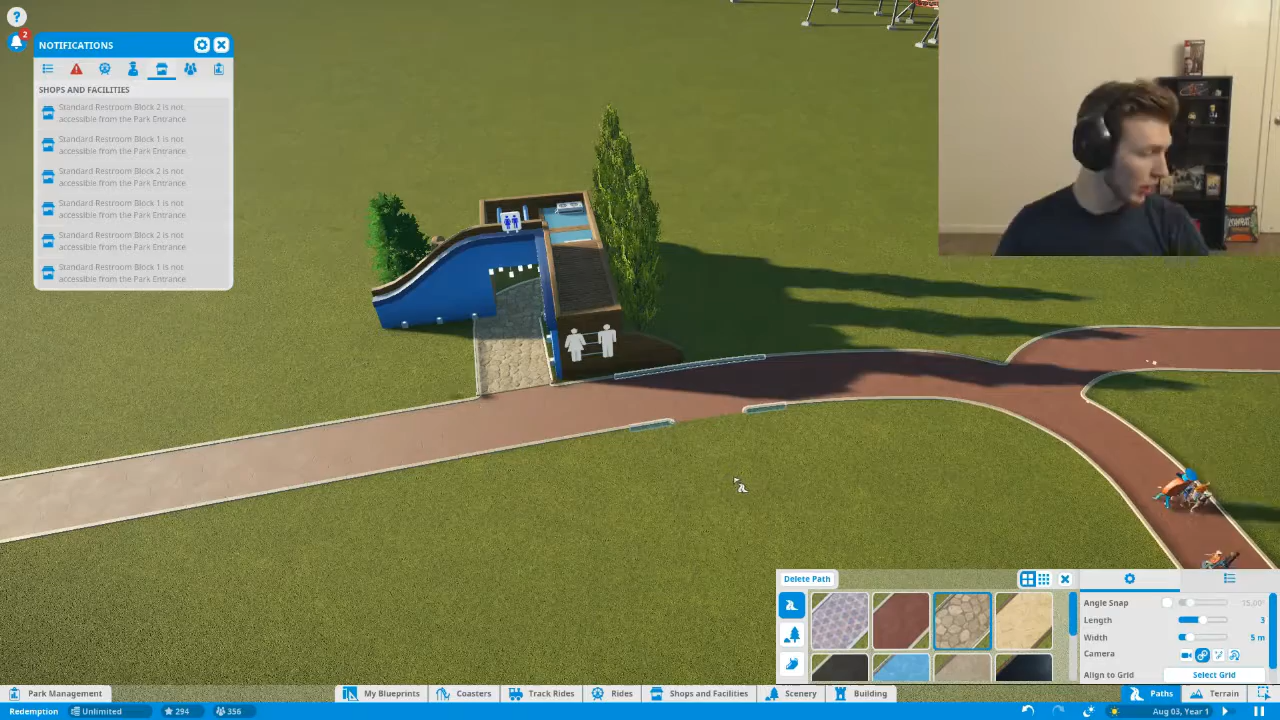 ?
2
NOTIFICATIONS
SHOPS AND FACILITIES
Standard Restroom Block 2 is not
accessible from the Park Entrance
Standard Restroom Block 1 is not
accessible from the Park Entrance
Standard Restroom Block 2 is not
accessible from the Park Entrance
Standard Restroom Block 1 is not
accessible from the Park Entrance
Standard Restroom Block 2 is not
accessible from the Park Entrance
Standard Restroom Block 1 is not
accessible from the Park Entrance
Delete Path
Angle Snap 15.00°
Length 3
Width 5 m
Camera
Align to Grid Select Grid
Park Management My Blueprints Coasters Track Rides Rides Shops and Facilities Scenery Building Paths Terrain
Redemption Unlimited 294 356 Aug 03, Year 1